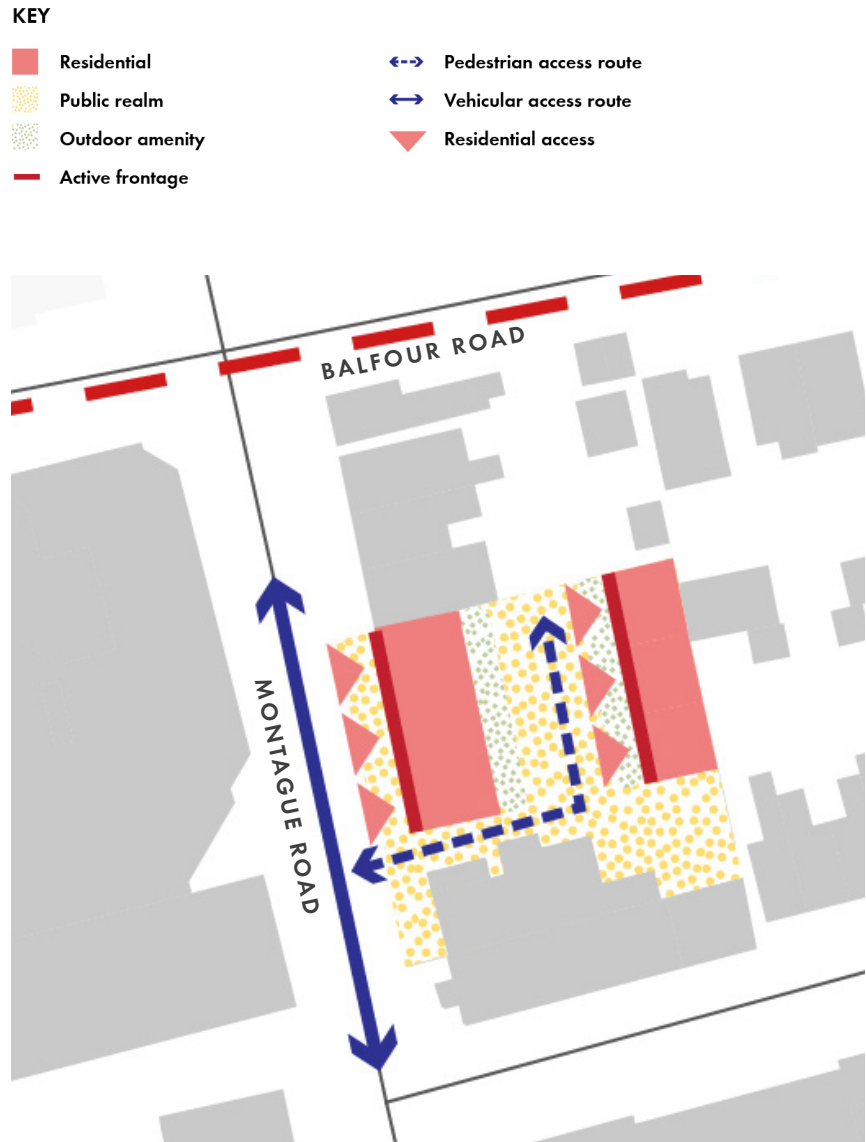 KEY
Residential
Public realm
Outdoor amenity
Active frontage
Pedestrian access route
Vehicular access route
Residential access
BALFOUR ROAD
MONTAGUE ROAD